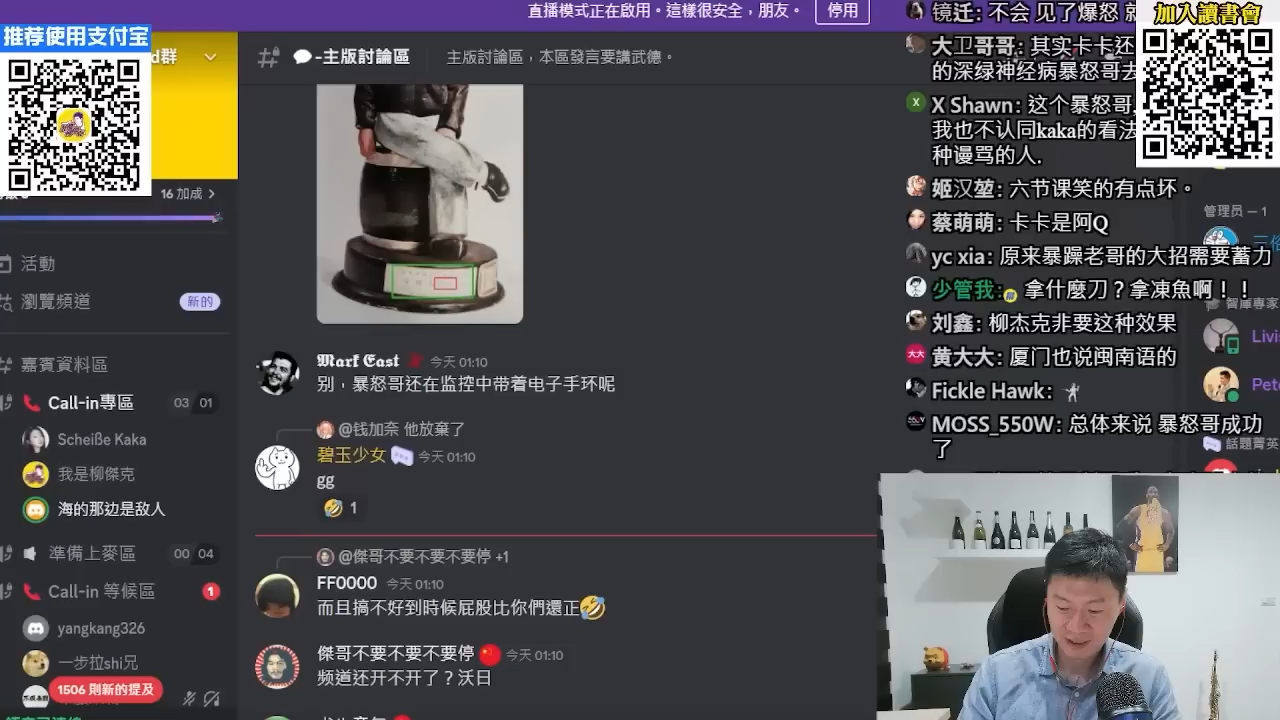 直播模式正在啟用。這樣很安全，朋友。
停用
推荐使用支付宝
d群
-主版討論區
主版討論區，本區發言要講武德。
16 加成
活動
瀏覽頻道
新的
嘉賓資料區
Call-in專區
03 01
Scheiße Kaka
我是柳傑克
海的那边是敌人
準備上麥區
00 04
Call-in 等候區
1
yangkang326
一步拉shi兄
1506 則新的提及
Mark East
今天 01:10
别，暴怒哥还在监控中带着电子手环呢
@钱加奈 他放棄了
碧玉少女
今天 01:10
gg
1
@傑哥不要不要不要停 +1
FF0000
今天 01:10
而且搞不好到時候屁股比你們還正
傑哥不要不要不要停
今天 01:10
频道还开不开了？沃日
镜迁: 不会 见了爆怒 就
大卫哥哥: 其实卡卡还
的深绿神经病暴怒哥去
X Shawn: 这个暴怒哥
我也不认同kaka的看法
种谩骂的人.
姬汉堃: 六节课笑的有点坏。
蔡萌萌: 卡卡是阿Q
yc xia: 原来暴躁老哥的大招需要蓄力
少管我: 拿什麼刀？拿凍魚啊！！
刘鑫: 柳杰克非要这种效果
黄大大: 厦门也说闽南语的
Fickle Hawk:
MOSS_550W: 总体来说 暴怒哥成功
了
加入讀書會
管理员 — 1
智庫專家
Livi
Pet
話題菁英